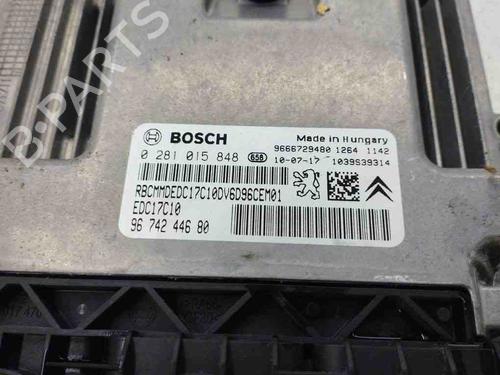 B-PARTS
BOSCH
Made in Hungary
9666729480 1264 1142
0 281 015 848 658 10-07-17 1039S39314
RBCMMDEDC17C10DV6D96CEM01
EDC17C10
96 742 446 80